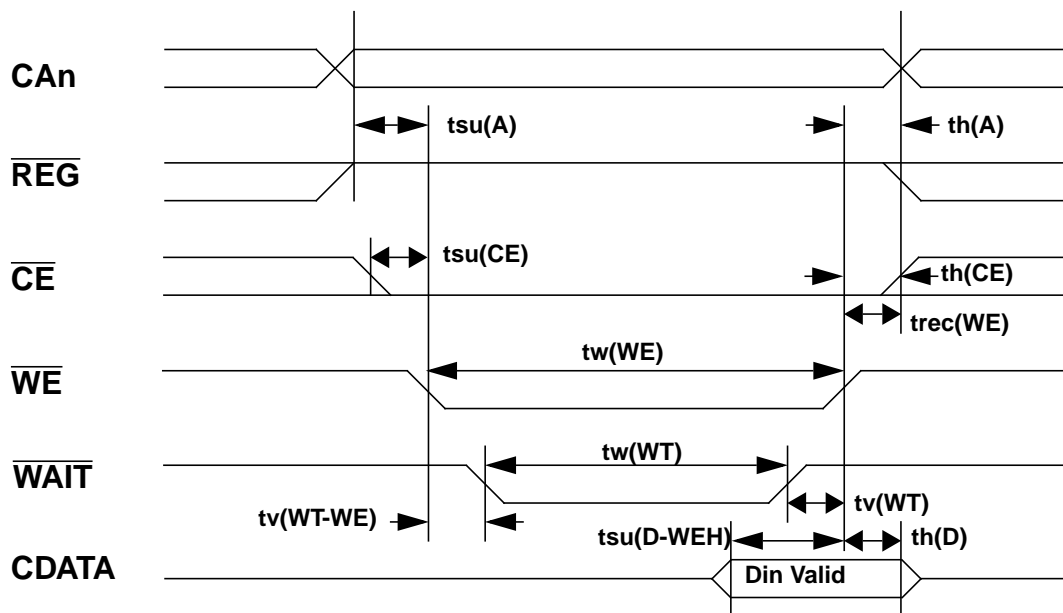 CAn
tsu(A)
th(A)
REG
tsu(CE)
CE
th(CE)
trec(WE)
tw(WE)
WE
tw(WT)
WAIT
tv(WT-WE)
tv(WT)
tsu(D-WEH)
th(D)
CDATA
Din Valid